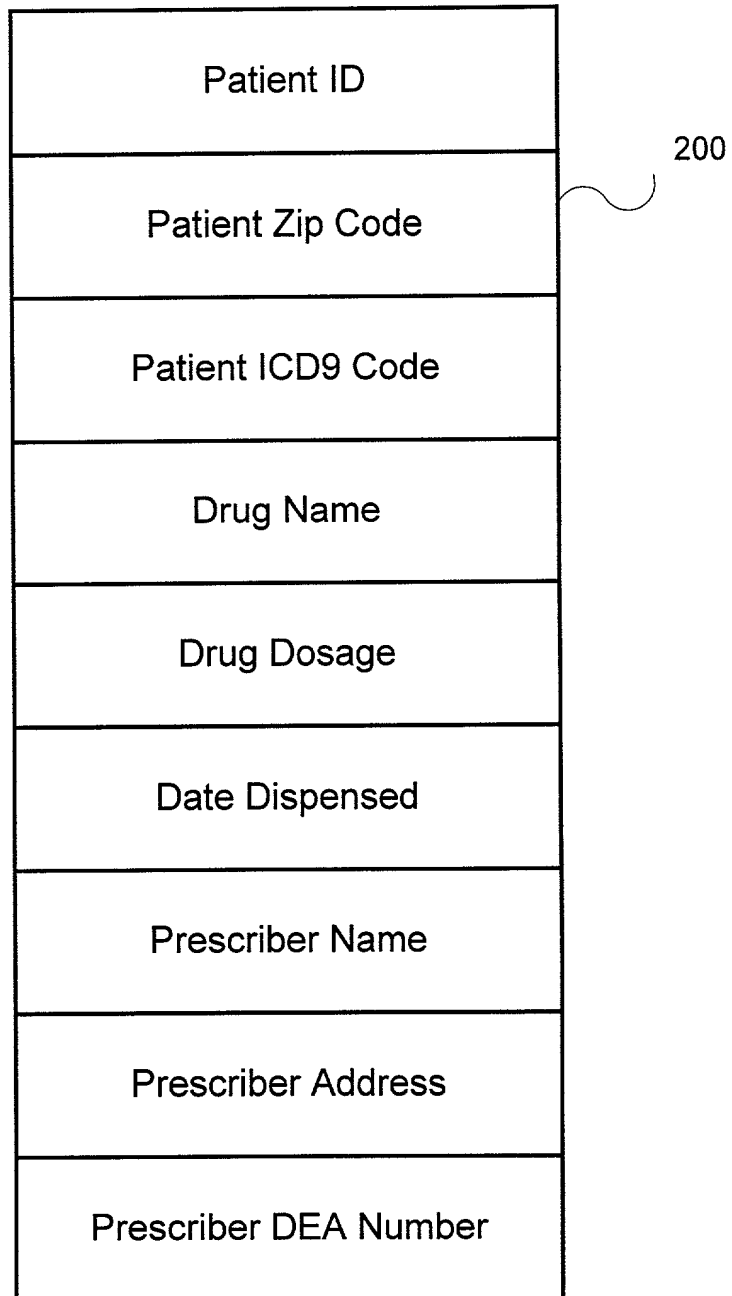 Patient ID
200
Patient Zip Code
Patient ICD9 Code
Drug Name
Drug Dosage
Date Dispensed
Prescriber Name
Prescriber Address
Prescriber DEA Number